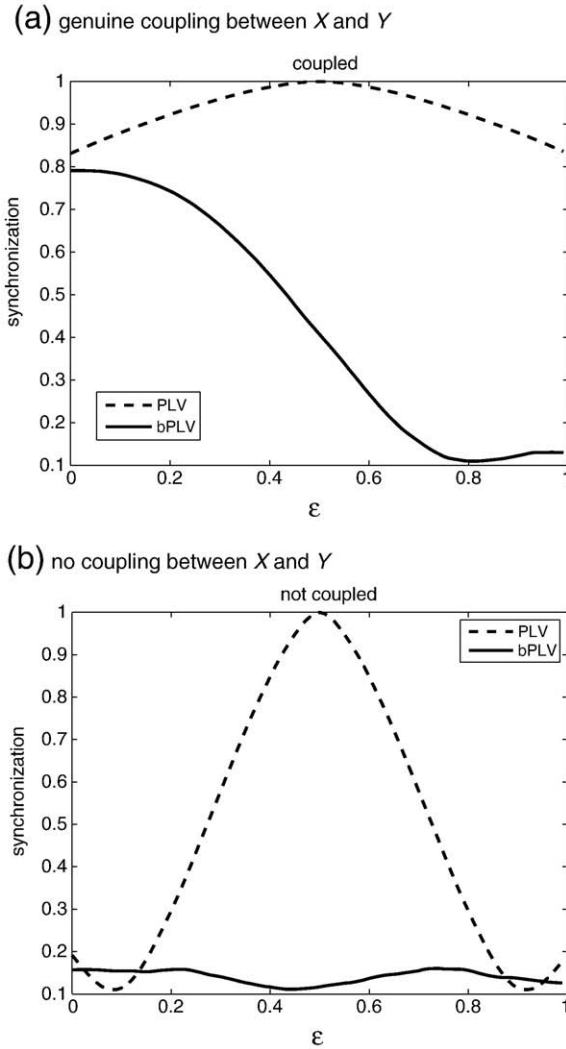 (a) genuine coupling between X and Y
coupled
1
0.9
0.8
0.7
0.6
0.5
0.4
0.3
0.2
0.1
synchronization
PLV
bPLV
0 0.2 0.4 0.6 0.8 1
ε
(b) no coupling between X and Y
not coupled
1
0.9
0.8
0.7
0.6
0.5
0.4
0.3
0.2
0.1
synchronization
PLV
bPLV
0 0.2 0.4 0.6 0.8 1
ε